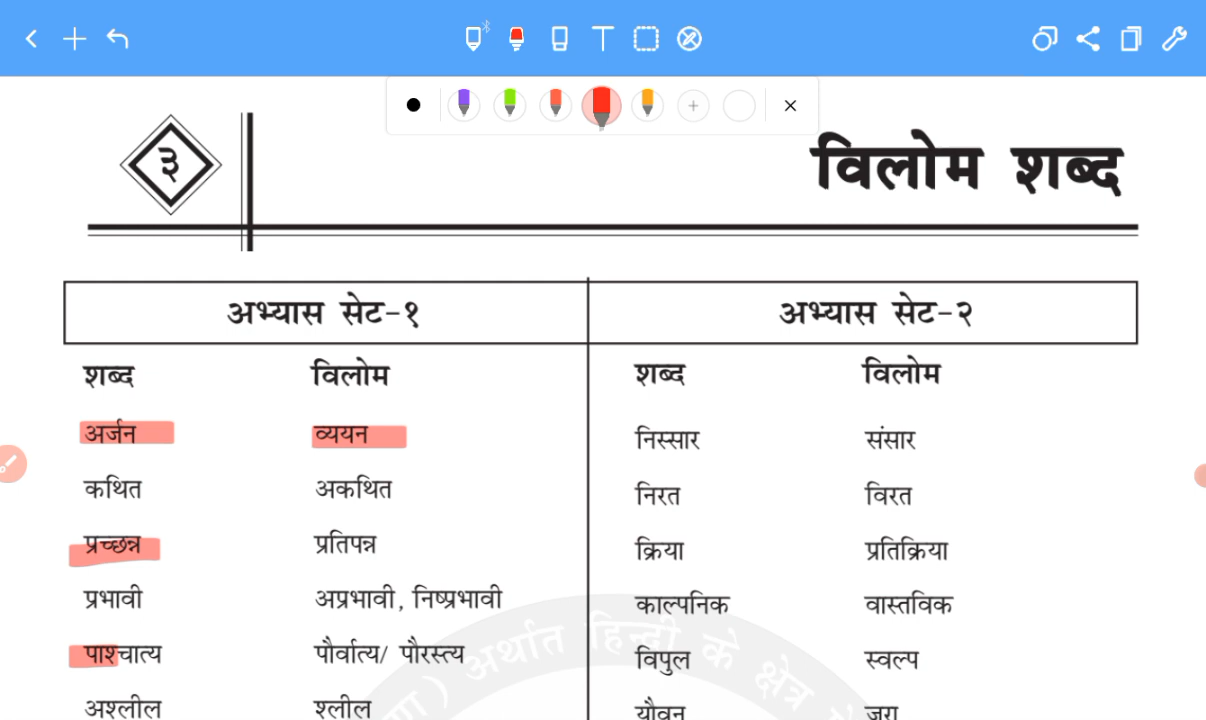 ३
विलोम शब्द
अभ्यास सेट-१ अभ्यास सेट-२
शब्द विलोम शब्द विलोम
अर्जन व्ययन निस्सार संसार
कथित अकथित निरत विरत
प्रच्छन्न प्रतिपन्न क्रिया प्रतिक्रिया
प्रभावी अप्रभावी, निष्प्रभावी काल्पनिक वास्तविक
पाश्चात्य पौर्वात्य/ पौरस्त्य विपुल स्वल्प
अश्लील श्लील यौवन जरा
) अर्थात हिन्दी के क्षेत्र